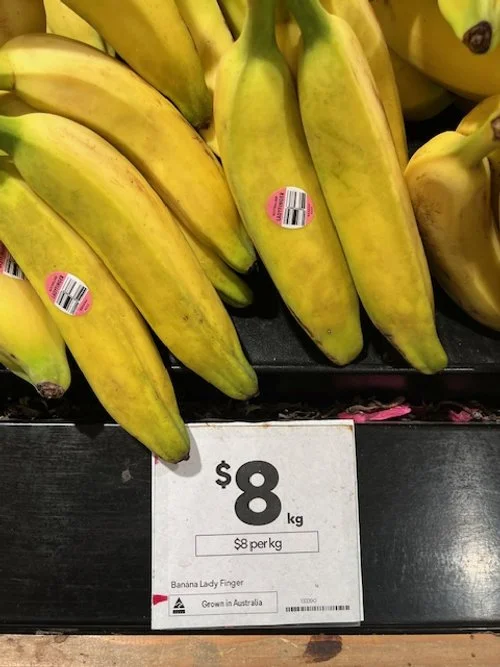 $8
kg
$8 per kg
Banana Lady Finger
Grown in Australia